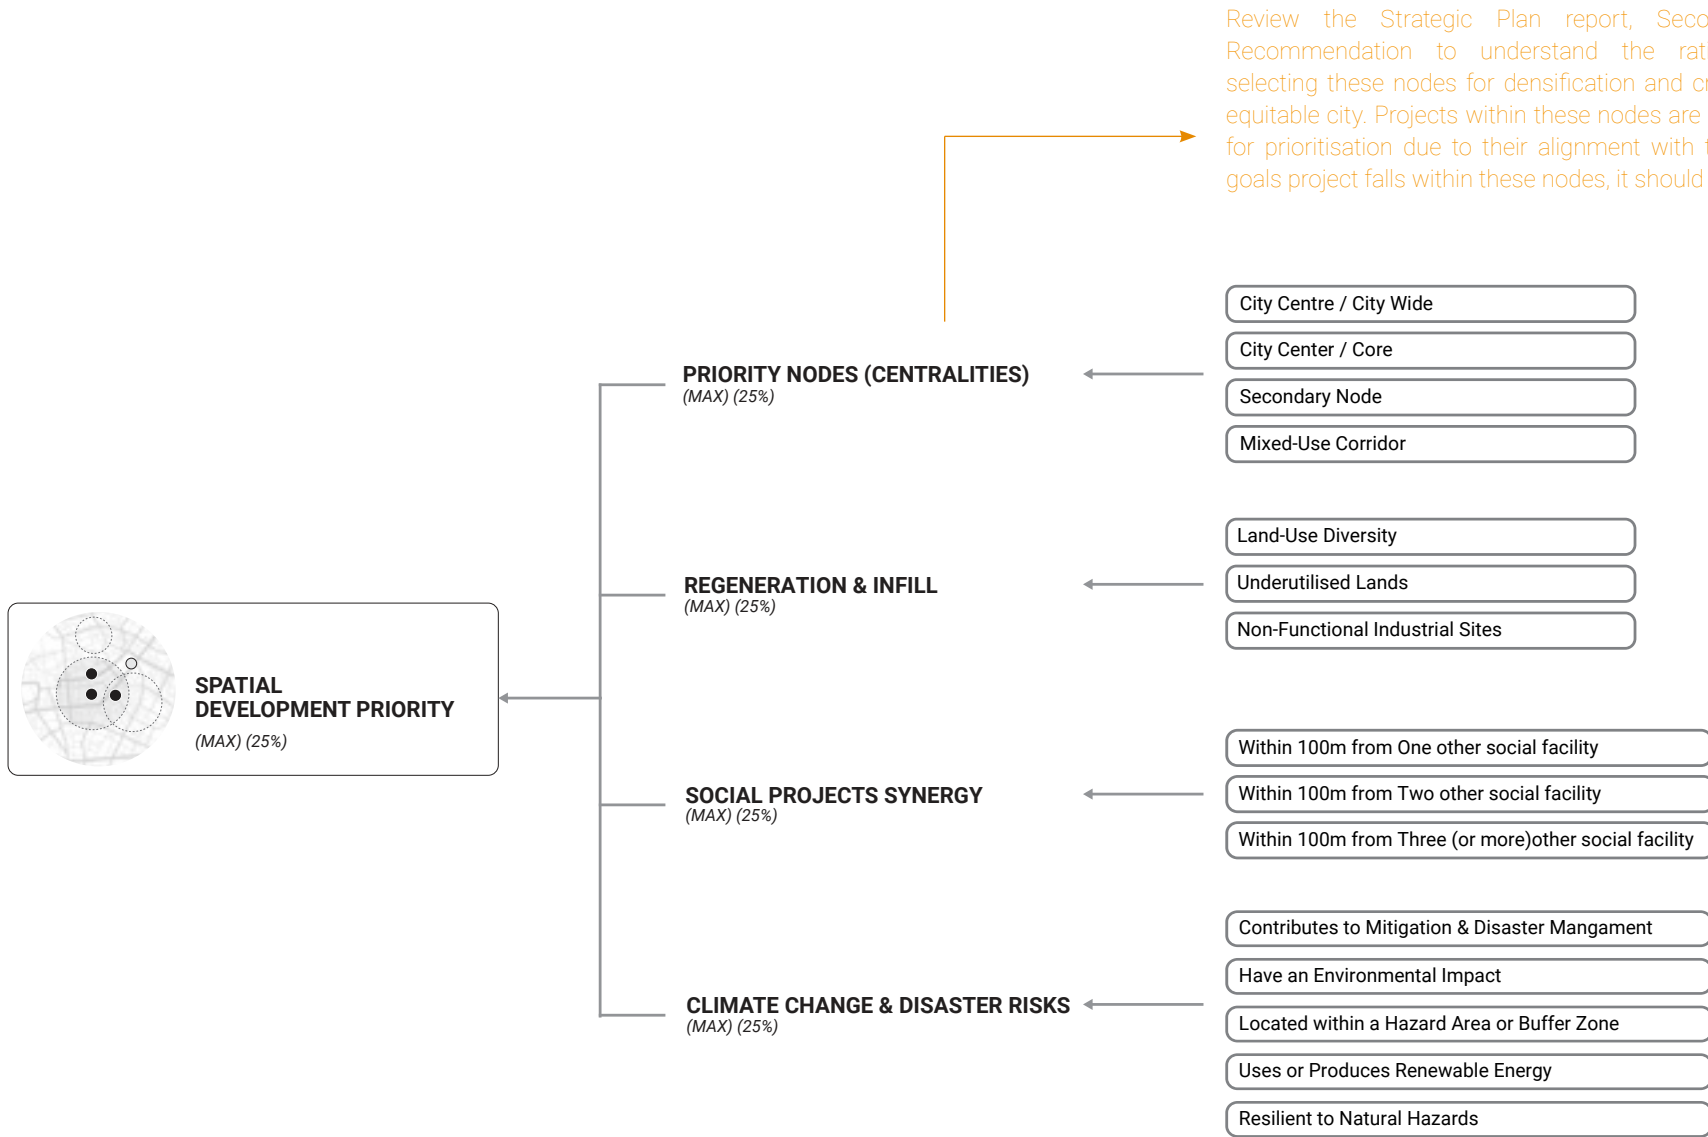 Review the Strategic Plan report,
Recommendation to understand the
selecting these nodes for densification and
equitable city. Projects within these nodes are
for prioritisation due to their alignment with
goals project falls within these nodes, it should
City Centre / City Wide
City Center / Core
PRIORITY NODES (CENTRALITIES)
(MAX) (25%)
Secondary Node
Mixed-Use Corridor
Land-Use Diversity
REGENERATION & INFILL
(MAX) (25%)
Underutilised Lands
Non-Functional Industrial Sites
SPATIAL
DEVELOPMENT PRIORITY
(MAX) (25%)
Within 100m from One other social facility
SOCIAL PROJECTS SYNERGY
(MAX) (25%)
Within 100m from Two other social facility
Within 100m from Three (or more)other social facility
Contributes to Mitigation & Disaster Mangament
Have an Environmental Impact
CLIMATE CHANGE & DISASTER RISKS
(MAX) (25%)
Located within a Hazard Area or Buffer Zone
Uses or Produces Renewable Energy
Resilient to Natural Hazards